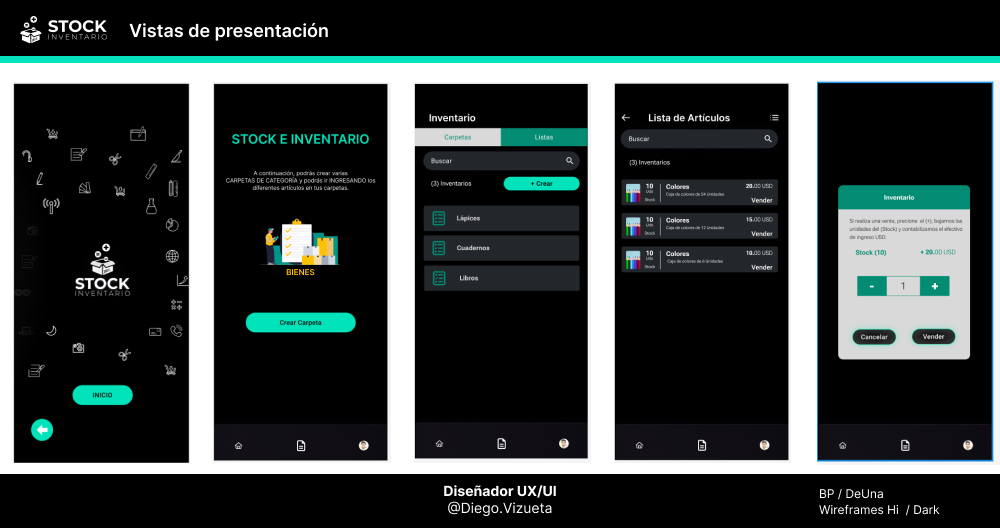 STOCK
INVENTARIO
Vistas de presentación
STOCK
INVENTARIO
INICIO
STOCK E INVENTARIO
A continuación, podrás crear varias
CARPETAS DE CATEGORÍA y podrás ir INGRESANDO los
diferentes artículos en tus carpetas.
BIENES
Crear Carpeta
Inventario
Carpetas
Listas
Buscar
(3) Inventarios
+ Crear
Lápices
Cuadernos
Libros
Lista de Artículos
Buscar
(3) Inventarios
10 Colores 20.00 USD
Uds Caja de colores de 24 Unidades
Stock Vender
10 Colores 15.00 USD
Uds Caja de colores de 12 Unidades
Stock Vender
10 Colores 10.00 USD
Uds Caja de colores de 6 Unidades
Stock Vender
Inventario
Si realiza una venta, precione el (+); bajamos tus
unidades del (Stock) y contabilizamos el efectivo
de ingreso USD.
Stock (10) + 20.00 USD
- 1 +
Cancelar Vender
Diseñador UX/UI
@Diego.Vizueta
BP / DeUna
Wireframes Hi / Dark